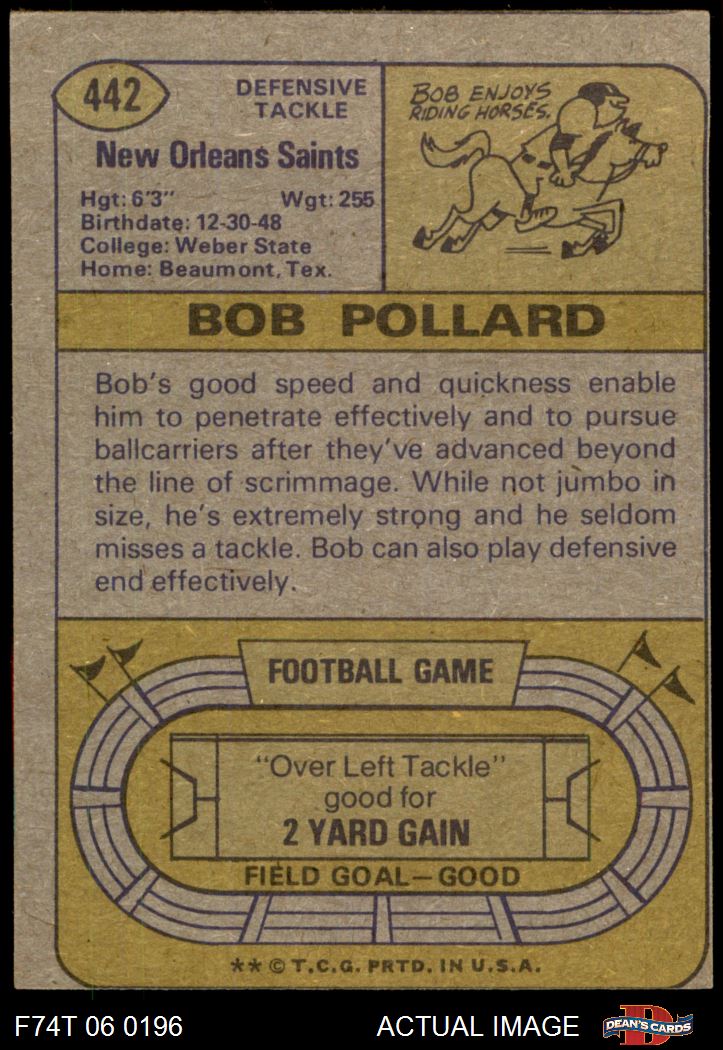 442
DEFENSIVE
TACKLE
New Orleans Saints
Hgt: 6'3" Wgt: 255
Birthdate: 12-30-48
College: Weber State
Home: Beaumont, Tex.
BOB ENJOYS
RIDING HORSES.
BOB POLLARD
Bob's good speed and quickness enable
him to penetrate effectively and to pursue
ballcarriers after they've advanced beyond
the line of scrimmage. While not jumbo in
size, he's extremely strong and he seldom
misses a tackle. Bob can also play defensive
end effectively.
FOOTBALL GAME
"Over Left Tackle"
good for
2 YARD GAIN
FIELD GOAL—GOOD
** © T.C.G. PRTD. IN U.S.A.
F74T 06 0196 ACTUAL IMAGE
D
DEAN'S CARDS